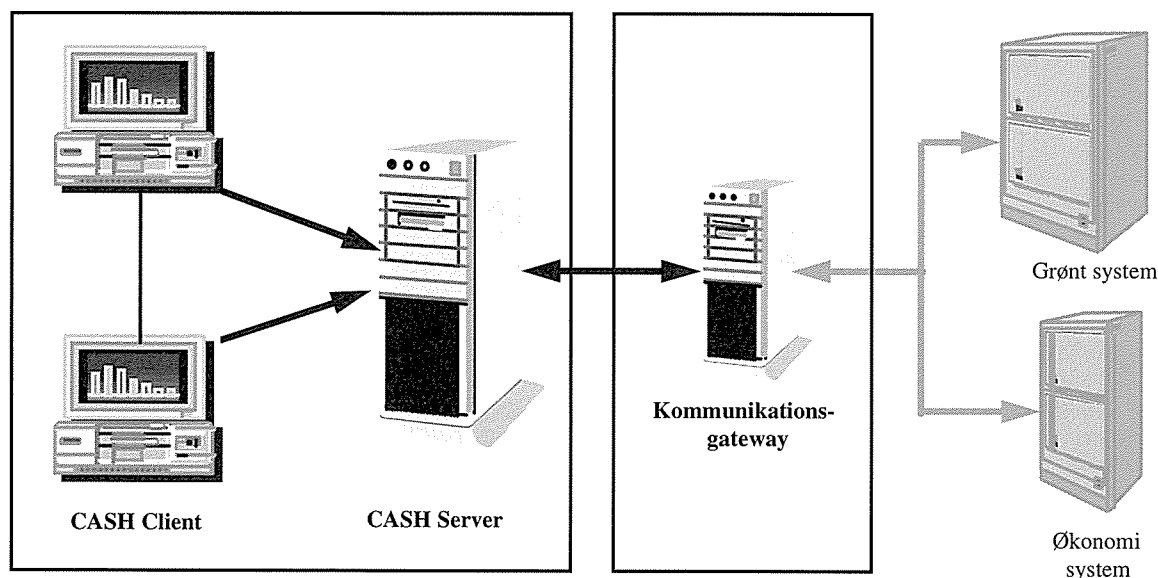 CASH Client
CASH Server
Kommunikations-
gateway
Grønt system
Økonomi
system